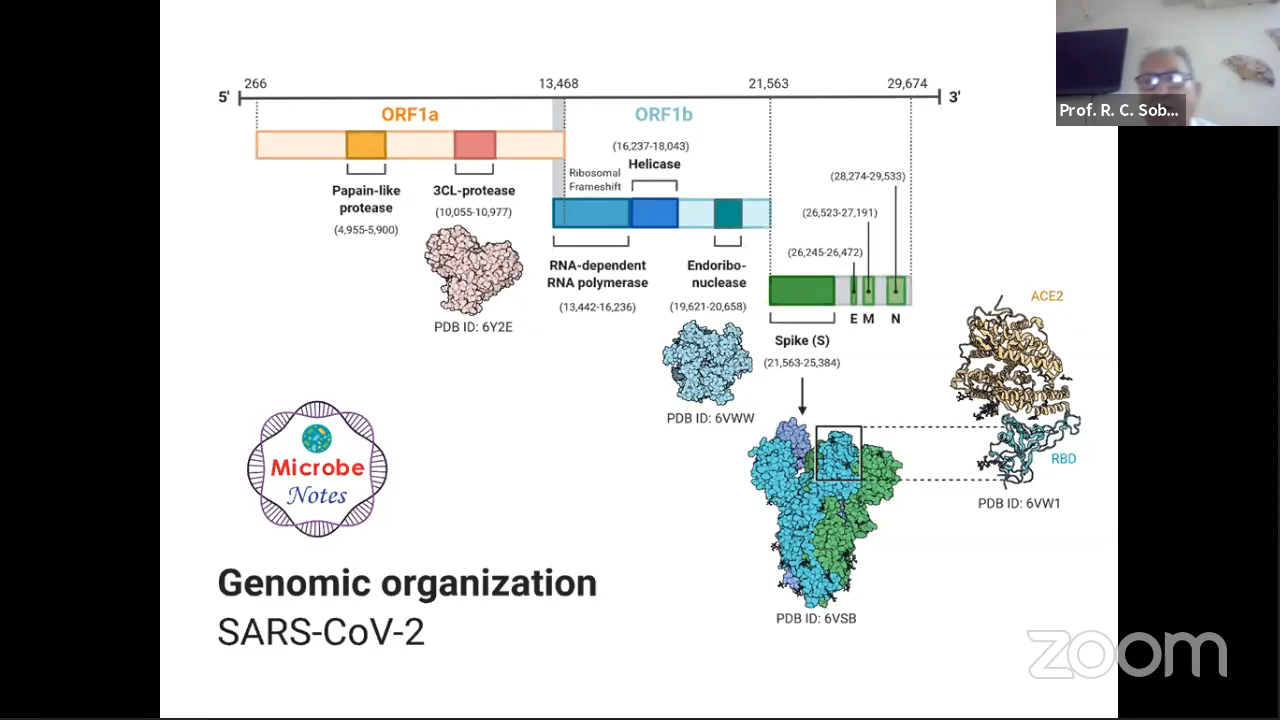 266
13,468
21,563
29,674
5'
3'
ORF1a
ORF1b
(16,237-18,043)
Helicase
Ribosomal
Frameshift
(28,274-29,533)
Papain-like
protease
(4,955-5,900)
3CL-protease
(10,055-10,977)
(26,523-27,191)
(26,245-26,472)
RNA-dependent
RNA polymerase
(13,442-16,236)
Endoribo-
nuclease
(19,621-20,658)
E M N
PDB ID: 6Y2E
Spike (S)
(21,563-25,384)
ACE2
PDB ID: 6VWW
RBD
PDB ID: 6VW1
PDB ID: 6VSB
Microbe
Notes
Genomic organization
SARS-CoV-2
Prof. R. C. Sob...
zoom